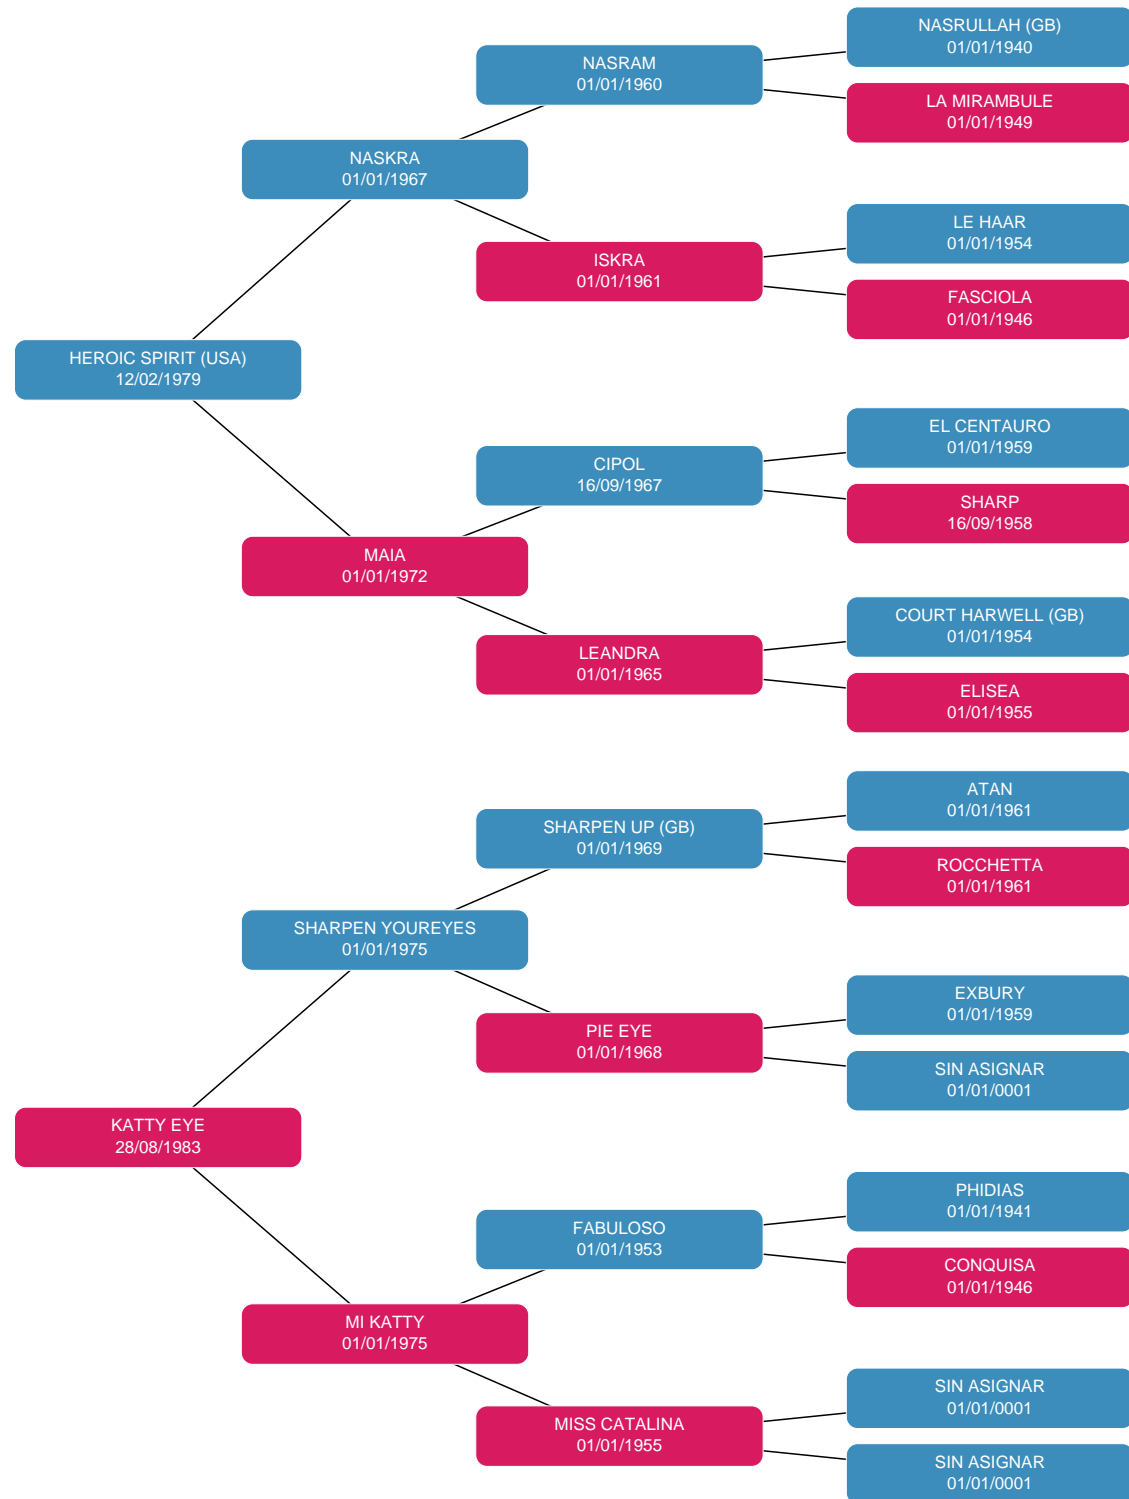 NASRULLAH (GB)
01/01/1940
NASRAM
01/01/1960
LA MIRAMBULE
01/01/1949
NASKRA
01/01/1967
LE HAAR
01/01/1954
ISKRA
01/01/1961
FASCIOLA
01/01/1946
HEROIC SPIRIT (USA)
12/02/1979
EL CENTAURO
01/01/1959
CIPOL
16/09/1967
SHARP
16/09/1958
MAIA
01/01/1972
COURT HARWELL (GB)
01/01/1954
LEANDRA
01/01/1965
ELISEA
01/01/1955
ATAN
01/01/1961
SHARPEN UP (GB)
01/01/1969
ROCCHETTA
01/01/1961
SHARPEN YOUREYES
01/01/1975
EXBURY
01/01/1959
PIE EYE
01/01/1968
SIN ASIGNAR
01/01/0001
KATTY EYE
28/08/1983
PHIDIAS
01/01/1941
FABULOSO
01/01/1953
CONQUISA
01/01/1946
MI KATTY
01/01/1975
SIN ASIGNAR
01/01/0001
MISS CATALINA
01/01/1955
SIN ASIGNAR
01/01/0001